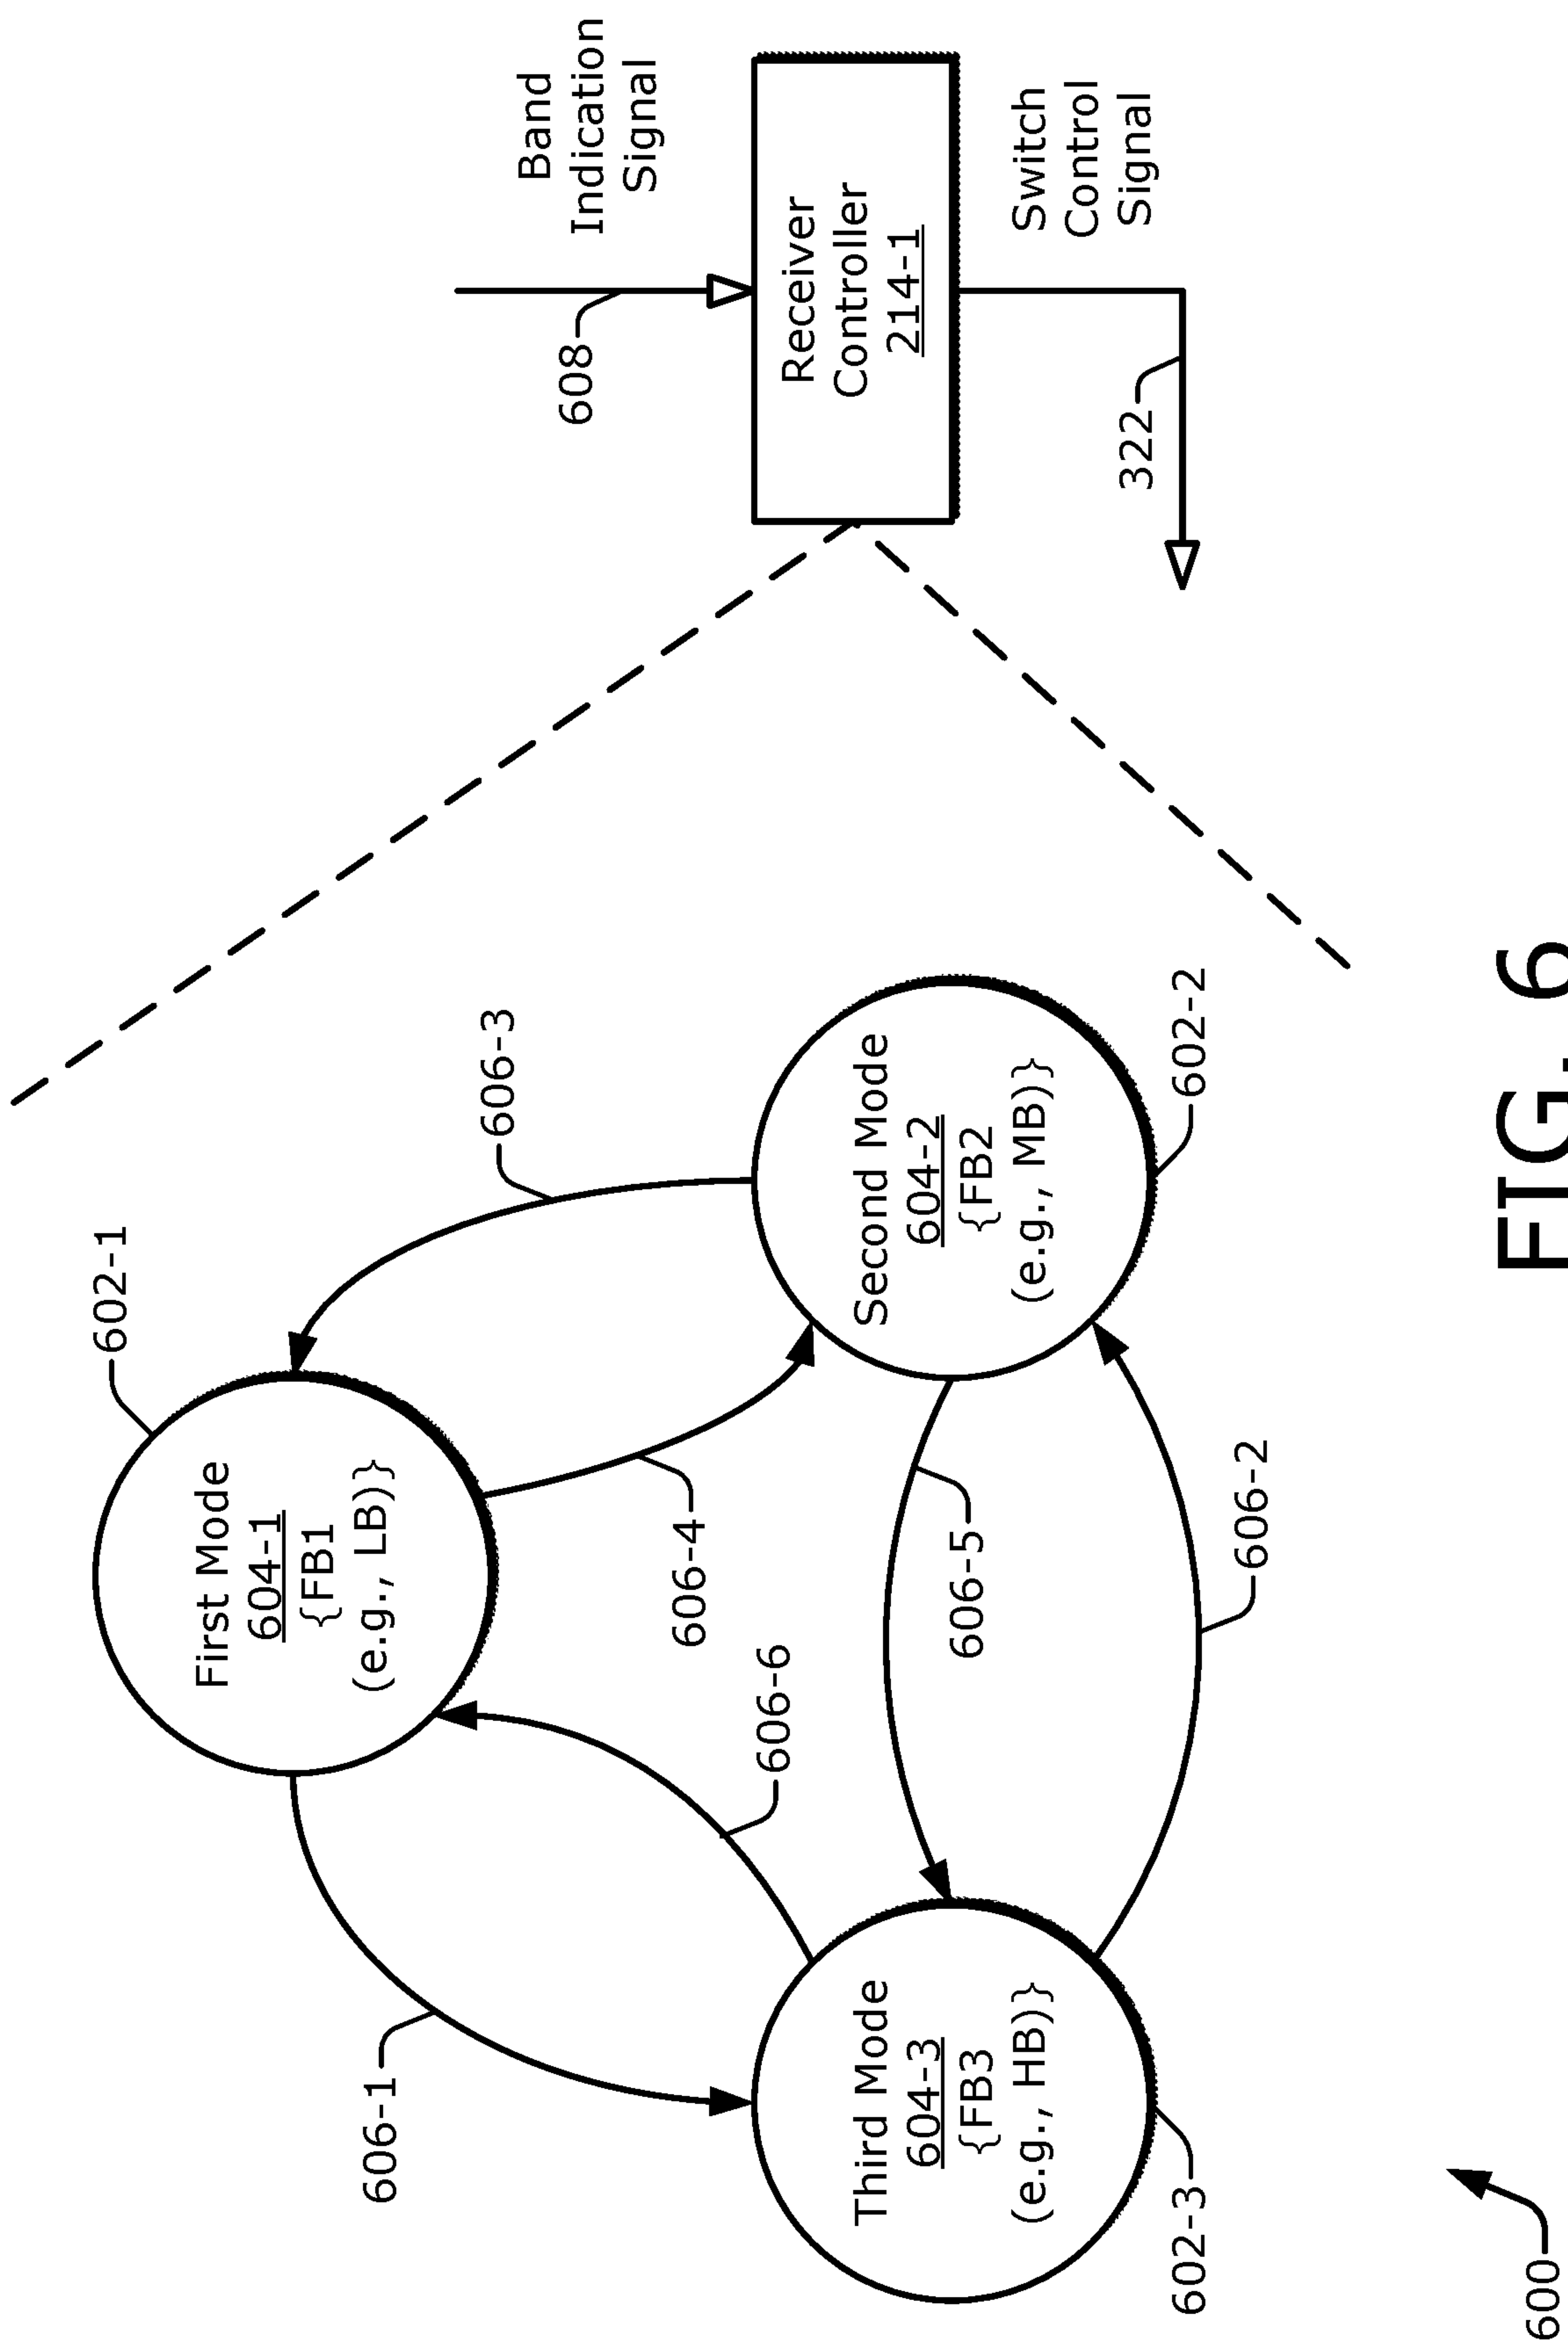 602-1
First Mode
604-1
{FB1
(e.g., LB)}
606-1
606-3
606-6
606-4
Third Mode
604-3
{FB3
(e.g., HB)}
602-3
606-5
606-2
Second Mode
604-2
{FB2
(e.g., MB)}
602-2
Band
Indication
Signal
608
Receiver
Controller
214-1
Switch
Control
Signal
322
600
FIG. 6